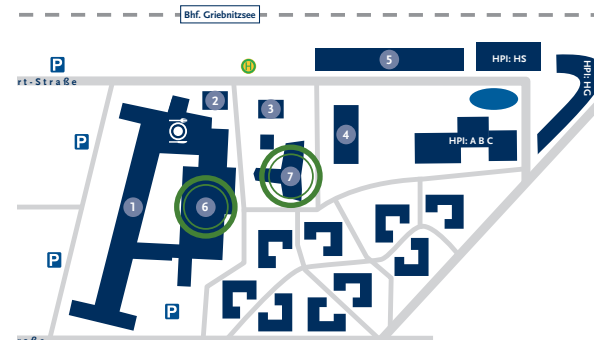 Bhf. Griebnitzsee
P
H
5
HPI: HS
HPI: HG
rt-Straße
2
3
4
P
HPI: A B C
7
1
6
P
P